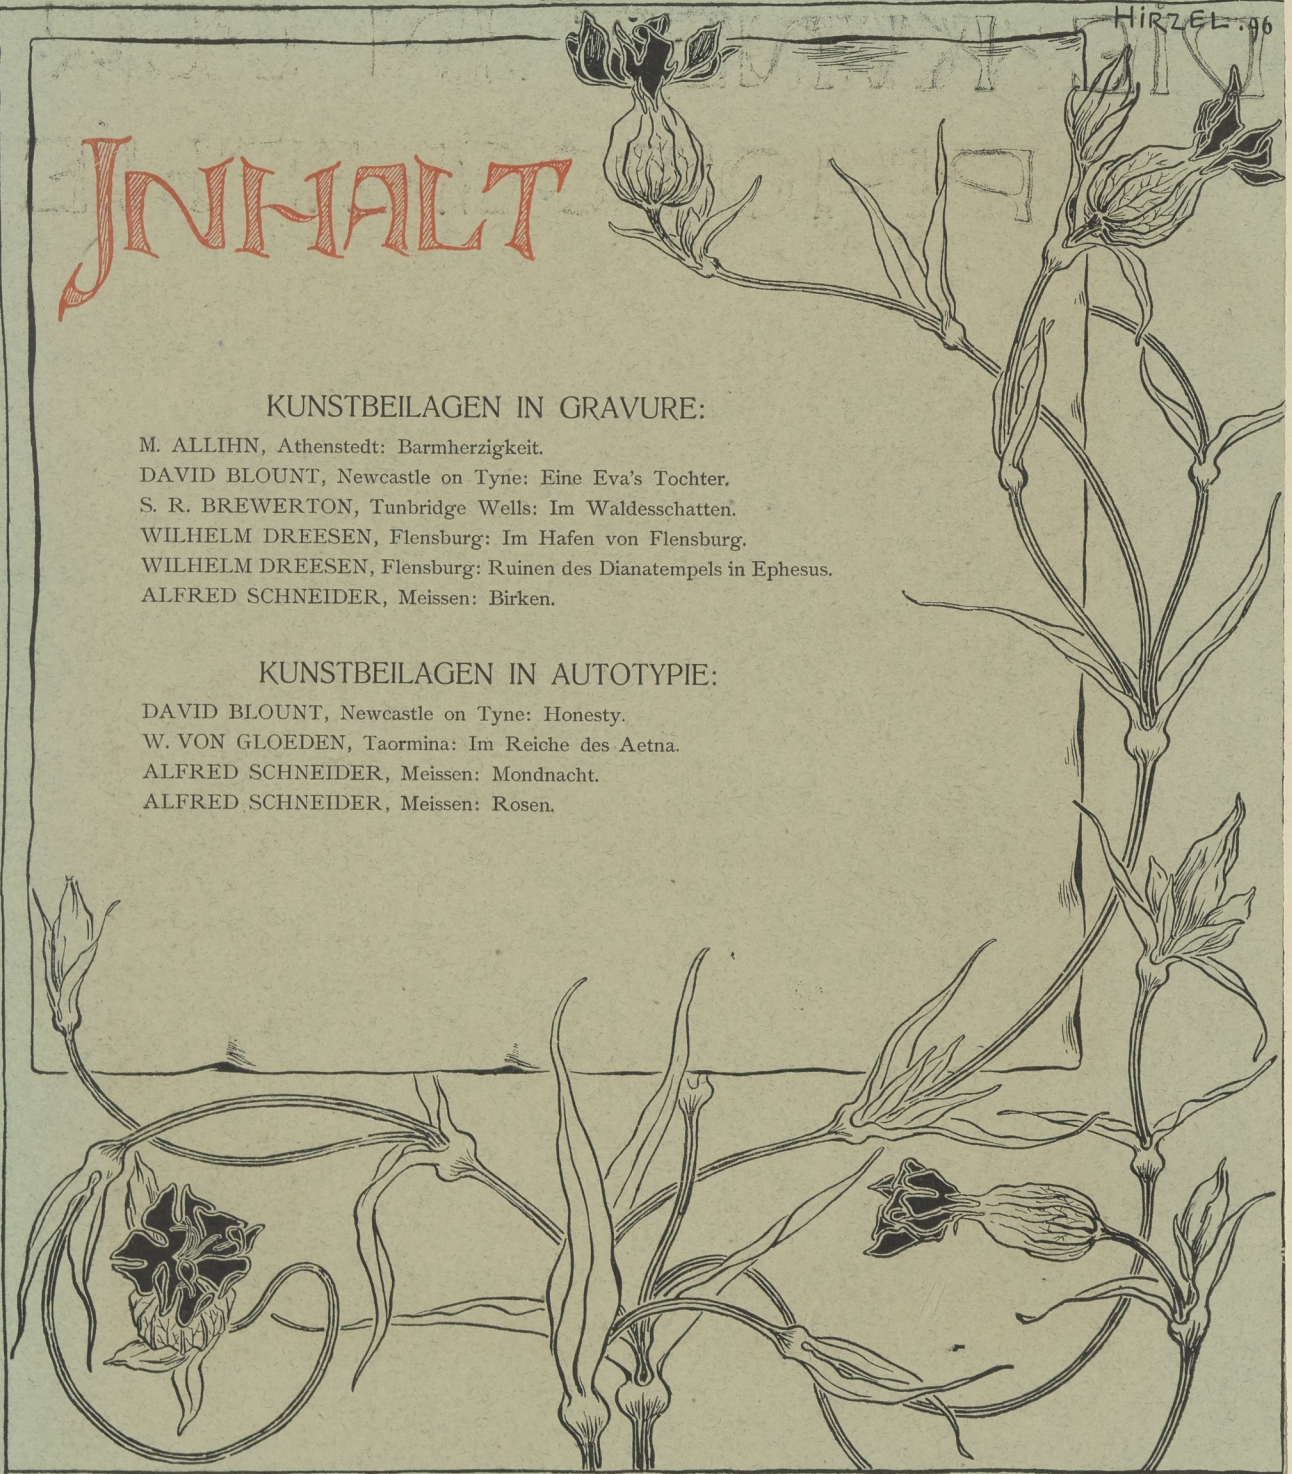 HIRZEL . 96
JNHALT
KUNSTBEILAGEN IN GRAVURE:
M. ALLIHN, Athenstedt: Barmherzigkeit.
DAVID BLOUNT, Newcastle on Tyne: Eine Eva's Tochter.
S. R. BREWERTON, Tunbridge Wells: Im Waldesschatten.
WILHELM DREESEN, Flensburg: Im Hafen von Flensburg.
WILHELM DREESEN, Flensburg: Ruinen des Dianatempels in Ephesus.
ALFRED SCHNEIDER, Meissen: Birken.
KUNSTBEILAGEN IN AUTOTYPIE:
DAVID BLOUNT, Newcastle on Tyne: Honesty.
W. VON GLOEDEN, Taormina: Im Reiche des Aetna.
ALFRED SCHNEIDER, Meissen: Mondnacht.
ALFRED SCHNEIDER, Meissen: Rosen.